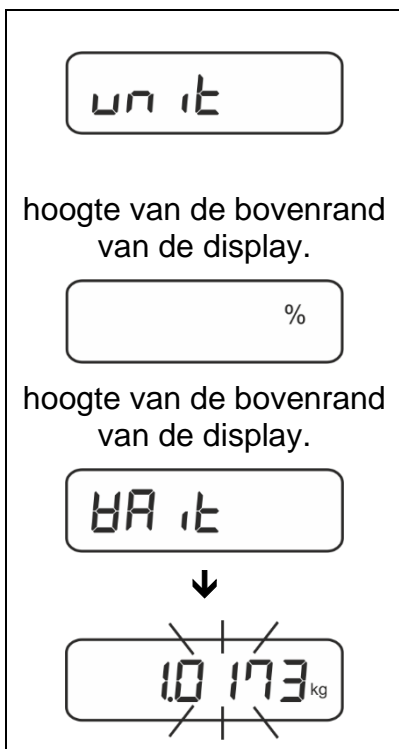 unit
hoogte van de bovenrand
van de display.
%
hoogte van de bovenrand
van de display.
WAit
1.0173 kg